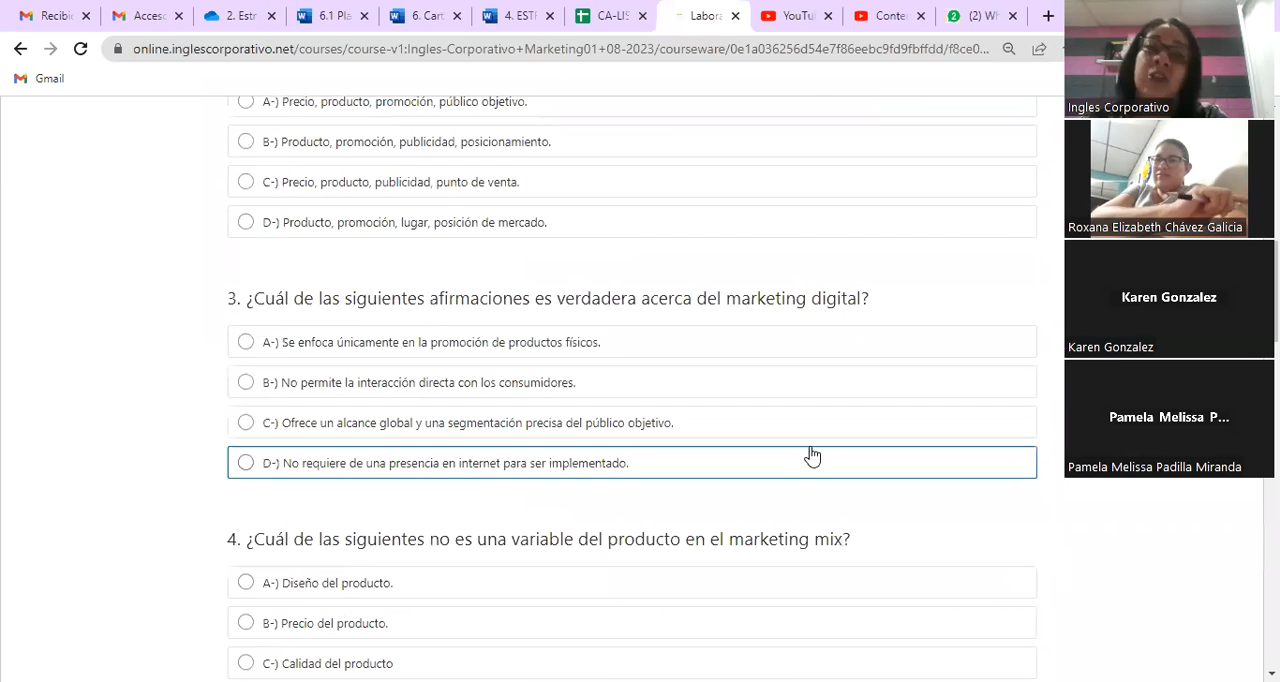 Recibi
Acceso
2. Est
6.1 Pla
6. Cart
4. ESTI
CA-LIS
Labora
YouTu
Conte
(2) Wh
online.inglescorporativo.net/courses/course-v1:Ingles-Corporativo+Marketing01+08-2023/courseware/0e1a036256d54e7f86eebc9fd9fbffdd/f8ce0...
Gmail
A-) Precio, producto, promoción, público objetivo.
B-) Producto, promoción, publicidad, posicionamiento.
C-) Precio, producto, publicidad, punto de venta.
D-) Producto, promoción, lugar, posición de mercado.
3. ¿Cuál de las siguientes afirmaciones es verdadera acerca del marketing digital?
A-) Se enfoca únicamente en la promoción de productos físicos.
B-) No permite la interacción directa con los consumidores.
C-) Ofrece un alcance global y una segmentación precisa del público objetivo.
D-) No requiere de una presencia en internet para ser implementado.
4. ¿Cuál de las siguientes no es una variable del producto en el marketing mix?
A-) Diseño del producto.
B-) Precio del producto.
C-) Calidad del producto
Ingles Corporativo
Roxana Elizabeth Chávez Galicia
Karen Gonzalez
Karen Gonzalez
Pamela Melissa P...
Pamela Melissa Padilla Miranda